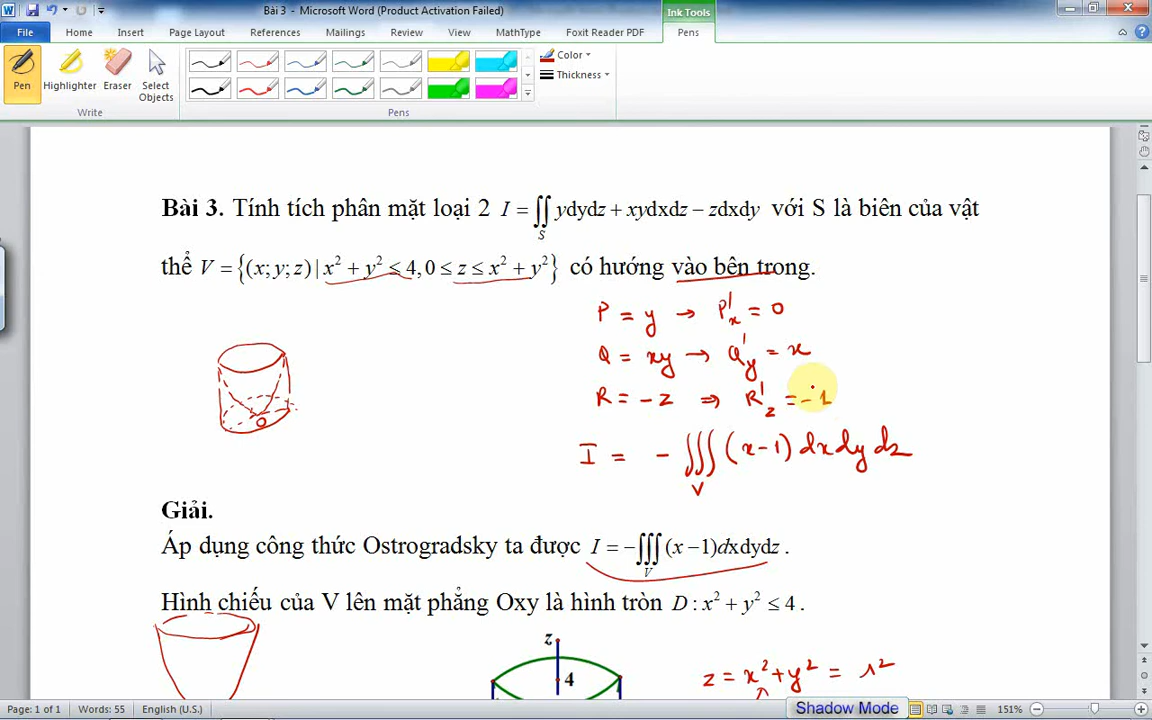 Bài 3 - Microsoft Word (Product Activation Failed)
Ink Tools
File Home Insert Page Layout References Mailings Review View MathType Foxit Reader PDF Pens
Pen Highlighter Eraser Select Objects
Color
Thickness
Write
Pens
Bài 3. Tính tích phân mặt loại 2 I = ∬_S ydydz + xydxdz − zdxdy với S là biên của vật
thể V = {(x; y; z) | x² + y² ≤ 4, 0 ≤ z ≤ x² + y²} có hướng vào bên trong.
P = y → P'x = 0
Q = xy → Q'y = x
R = −z ⇒ R'z = −1
I = − ∭_V (x−1) dx dy dz
O
Giải.
Áp dụng công thức Ostrogradsky ta được I = −∭_V (x −1)dxdydz .
Hình chiếu của V lên mặt phẳng Oxy là hình tròn D : x² + y² ≤ 4 .
z
4
z = x² + y² = r²
Page: 1 of 1 Words: 55 English (U.S.) Shadow Mode 151%